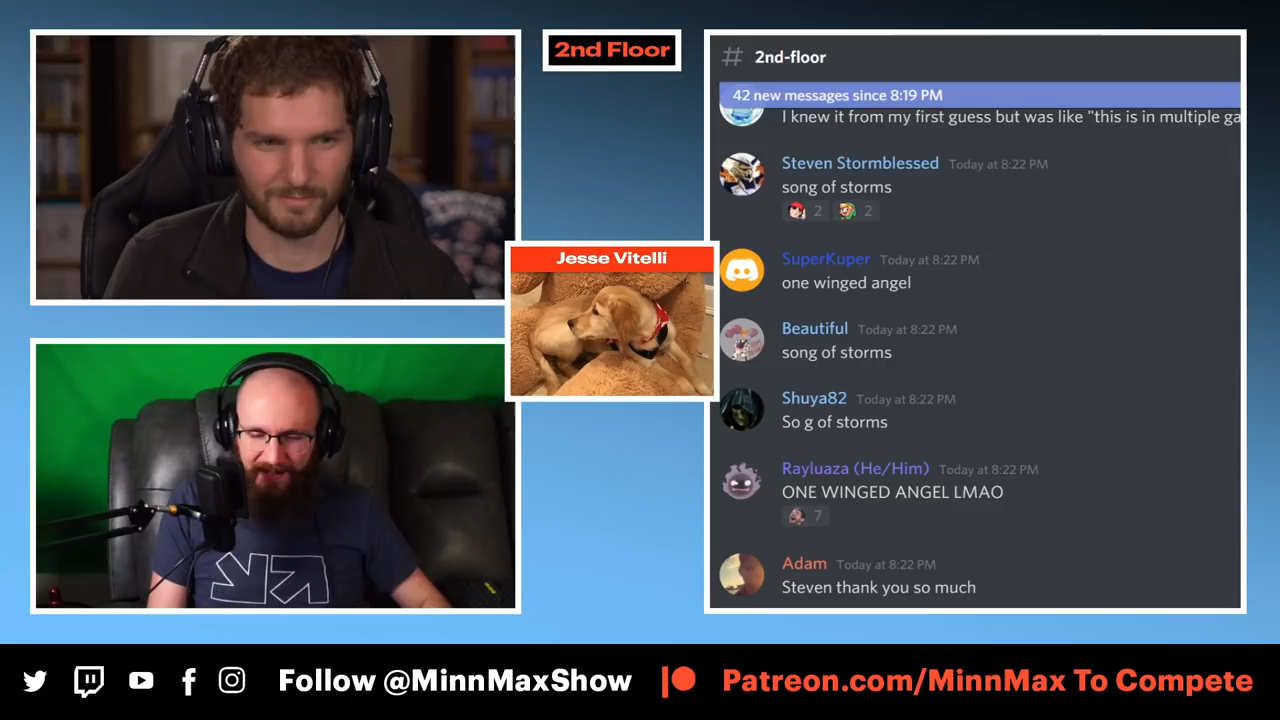 2nd Floor
Jesse Vitelli
# 2nd-floor
42 new messages since 8:19 PM
I knew it from my first guess but was like "this is in multiple ga
Steven Stormblessed Today at 8:22 PM
song of storms
2 2
SuperKuper Today at 8:22 PM
one winged angel
Beautiful Today at 8:22 PM
song of storms
Shuya82 Today at 8:22 PM
So g of storms
Rayluaza (He/Him) Today at 8:22 PM
ONE WINGED ANGEL LMAO
7
Adam Today at 8:22 PM
Steven thank you so much
Follow @MinnMaxShow Patreon.com/MinnMax To Compete